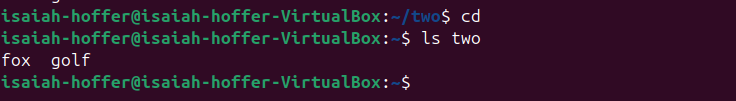 isaiah-hoffer@isaiah-hoffer-VirtualBox:~/two$ cd
isaiah-hoffer@isaiah-hoffer-VirtualBox:~$ ls two
fox  golf
isaiah-hoffer@isaiah-hoffer-VirtualBox:~$